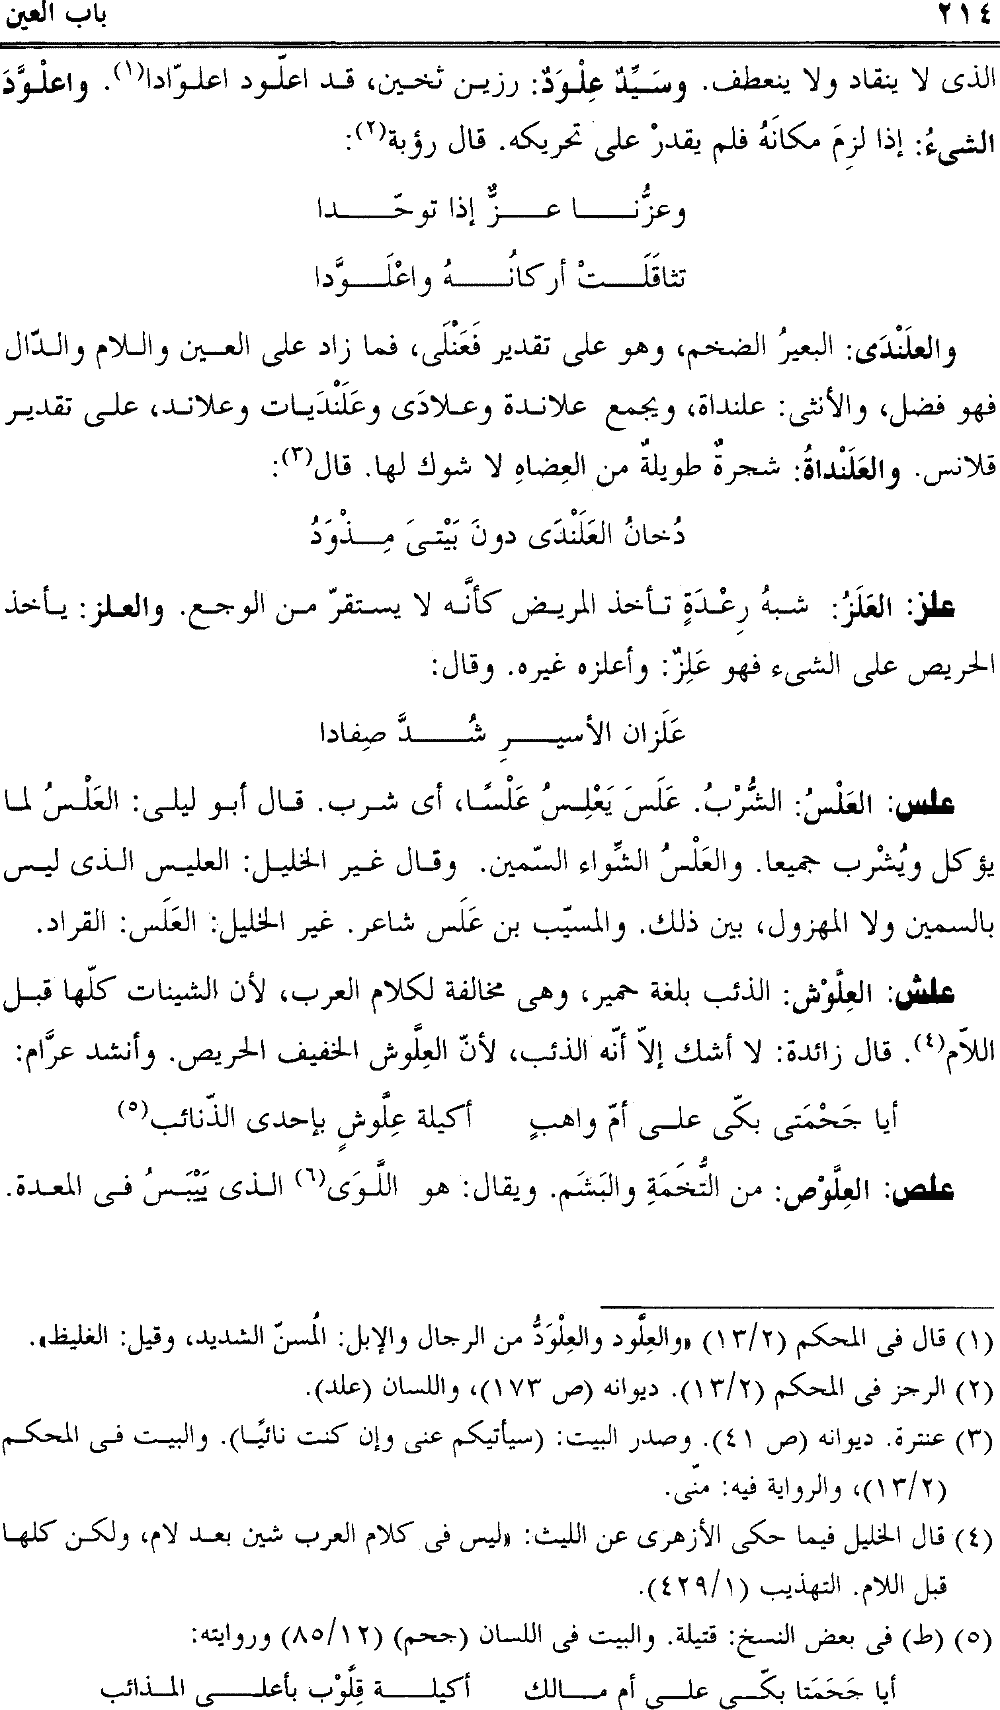 ٢١٤ باب العين
الذى لا ينقاد ولا ينعطف. وسَيِّدٌ عِلْوَدٌ: رزين ثخين، قد اعلّود اعلوّادا(١). واعلْوَّدَ
الشىءُ: إذا لزِمَ مكانَهُ فلم يقدرْ على تحريكه. قال رؤبة(٢):
وعزُّنا عزٌّ إذا توحّدا
تثاقَلَتْ أركانُهُ واعْلَوَّدا
والعلَنْدَى: البعيرُ الضخم، وهو على تقدير فَعَنْلَى، فما زاد على العين واللام والدّال
فهو فضل، والأنثى: علنداة، ويجمع علاندة وعلادَى وعَلَنْدَيات وعلاند، على تقدير
قلانس. والعَلَنْداةُ: شجرةٌ طويلةٌ من العِضاهِ لا شوك لها. قال(٣):
دُخانُ العَلَنْدَى دونَ بَيْتىَ مِذْوَدُ
علز: العَلَزُ: شبهُ رِعْدَةٍ تأخذ المريض كأنَّه لا يستقرّ من الوجع. والعلز: يأخذ
الحريص على الشىء فهو عَلِزٌ: وأعلزه غيره. وقال:
عَلَزان الأسيرِ شُدَّ صِفادا
علس: العَلْسُ: الشُّرْبُ. عَلَسَ يَعْلِسُ عَلْسًا، أى شرب. قال أبو ليلى: العَلْسُ لما
يؤكل ويُشْرب جميعا. والعَلْسُ الشِّواء السّمين. وقال غير الخليل: العليس الذى ليس
بالسمين ولا المهزول، بين ذلك. والمسيّب بن عَلَس شاعر. غير الخليل: العَلَس: القراد.
علش: العِلَّوْش: الذئب بلغة حمير، وهى مخالفة لكلام العرب، لأن الشينات كلّها قبل
اللاّم(٤). قال زائدة: لا أشك إلاّ أنّه الذئب، لأنّ العِلَّوش الخفيف الحريص. وأنشد عرَّام:
أيا جَحْمَتى بكّى على أمّ واهبٍ أكيلة عِلَّوشٍ بإحدى الذّنائب(٥)
علص: العِلَّوْص: من التُّخَمَةِ والبَشَم. ويقال: هو اللَّوَى(٦) الذى يَيْبَسُ فى المعدة.
(١) قال فى المحكم (١٣/٢) «والعِلَّود والعِلْوَدُّ من الرجال والإبل: المُسنّ الشديد، وقيل: الغليظ».
(٢) الرجز فى المحكم (١٣/٢). ديوانه (ص ١٧٣)، واللسان (علد).
(٣) عنترة. ديوانه (ص ٤١). وصدر البيت: (سيأتيكم عنى وإن كنت نائيًا). والبيت فى المحكم
(١٣/٢)، والرواية فيه: منّى.
(٤) قال الخليل فيما حكى الأزهرى عن الليث: «ليس فى كلام العرب شين بعد لام، ولكن كلها
قبل اللام. التهذيب (٤٢٩/١).
(٥) (ط) فى بعض النسخ: قتيلة. والبيت فى اللسان (جحم) (٨٥/١٢) وروايته:
أيا جَحَمَتا بكّى على أم مالك أكيلة قِلَّوْب بأعلى المذائب